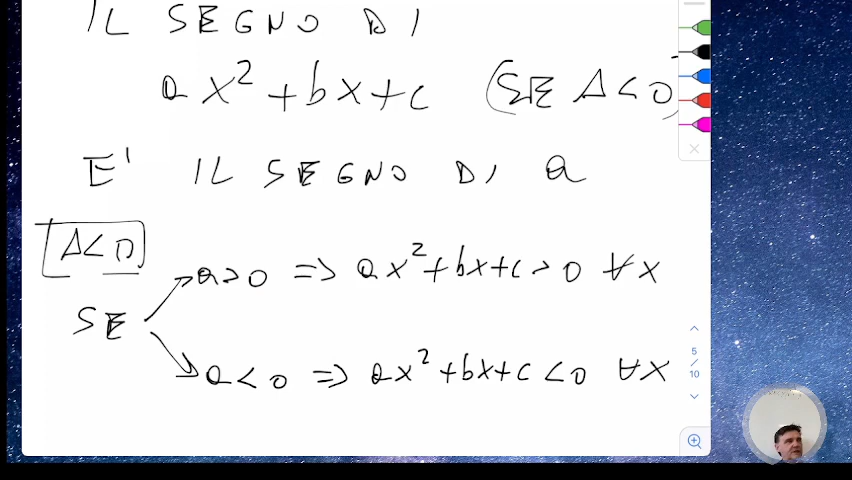 IL SEGNO DI
ax²+bx+c (SE Δ<0)
E' IL SEGNO DI a
Δ<0
a>0 => ax²+bx+c>0 ∀x
SE
a<0 => ax²+bx+c<0 ∀x
5
/
10